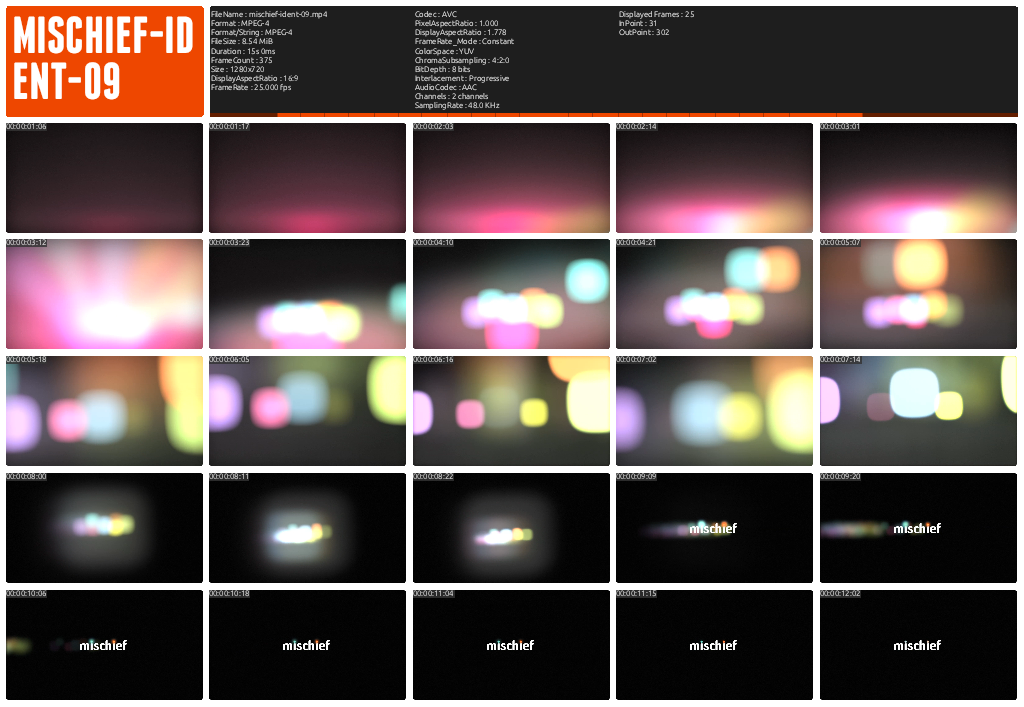 MISCHIEF-ID
ENT-09
FileName : mischief-ident-09.mp4
Format : MPEG-4
Format/String : MPEG-4
FileSize : 8.54 MiB
Duration : 15s 0ms
FrameCount : 375
Size : 1280x720
DisplayAspectRatio : 16:9
FrameRate : 25.000 fps
Codec : AVC
PixelAspectRatio : 1.000
DisplayAspectRatio : 1.778
FrameRate_Mode : Constant
ColorSpace : YUV
ChromaSubsampling : 4:2:0
BitDepth : 8 bits
Interlacement : Progressive
AudioCodec : AAC
Channels : 2 channels
SamplingRate : 48.0 KHz
Displayed Frames : 25
InPoint : 31
OutPoint : 302
00:00:01:06
00:00:01:17
00:00:02:03
00:00:02:14
00:00:03:01
00:00:03:12
00:00:03:23
00:00:04:10
00:00:04:21
00:00:05:07
00:00:05:18
00:00:06:05
00:00:06:16
00:00:07:02
00:00:07:14
00:00:08:00
00:00:08:11
00:00:08:22
00:00:09:09
mischief
00:00:09:20
mischief
00:00:10:06
mischief
00:00:10:18
mischief
00:00:11:04
mischief
00:00:11:15
mischief
00:00:12:02
mischief